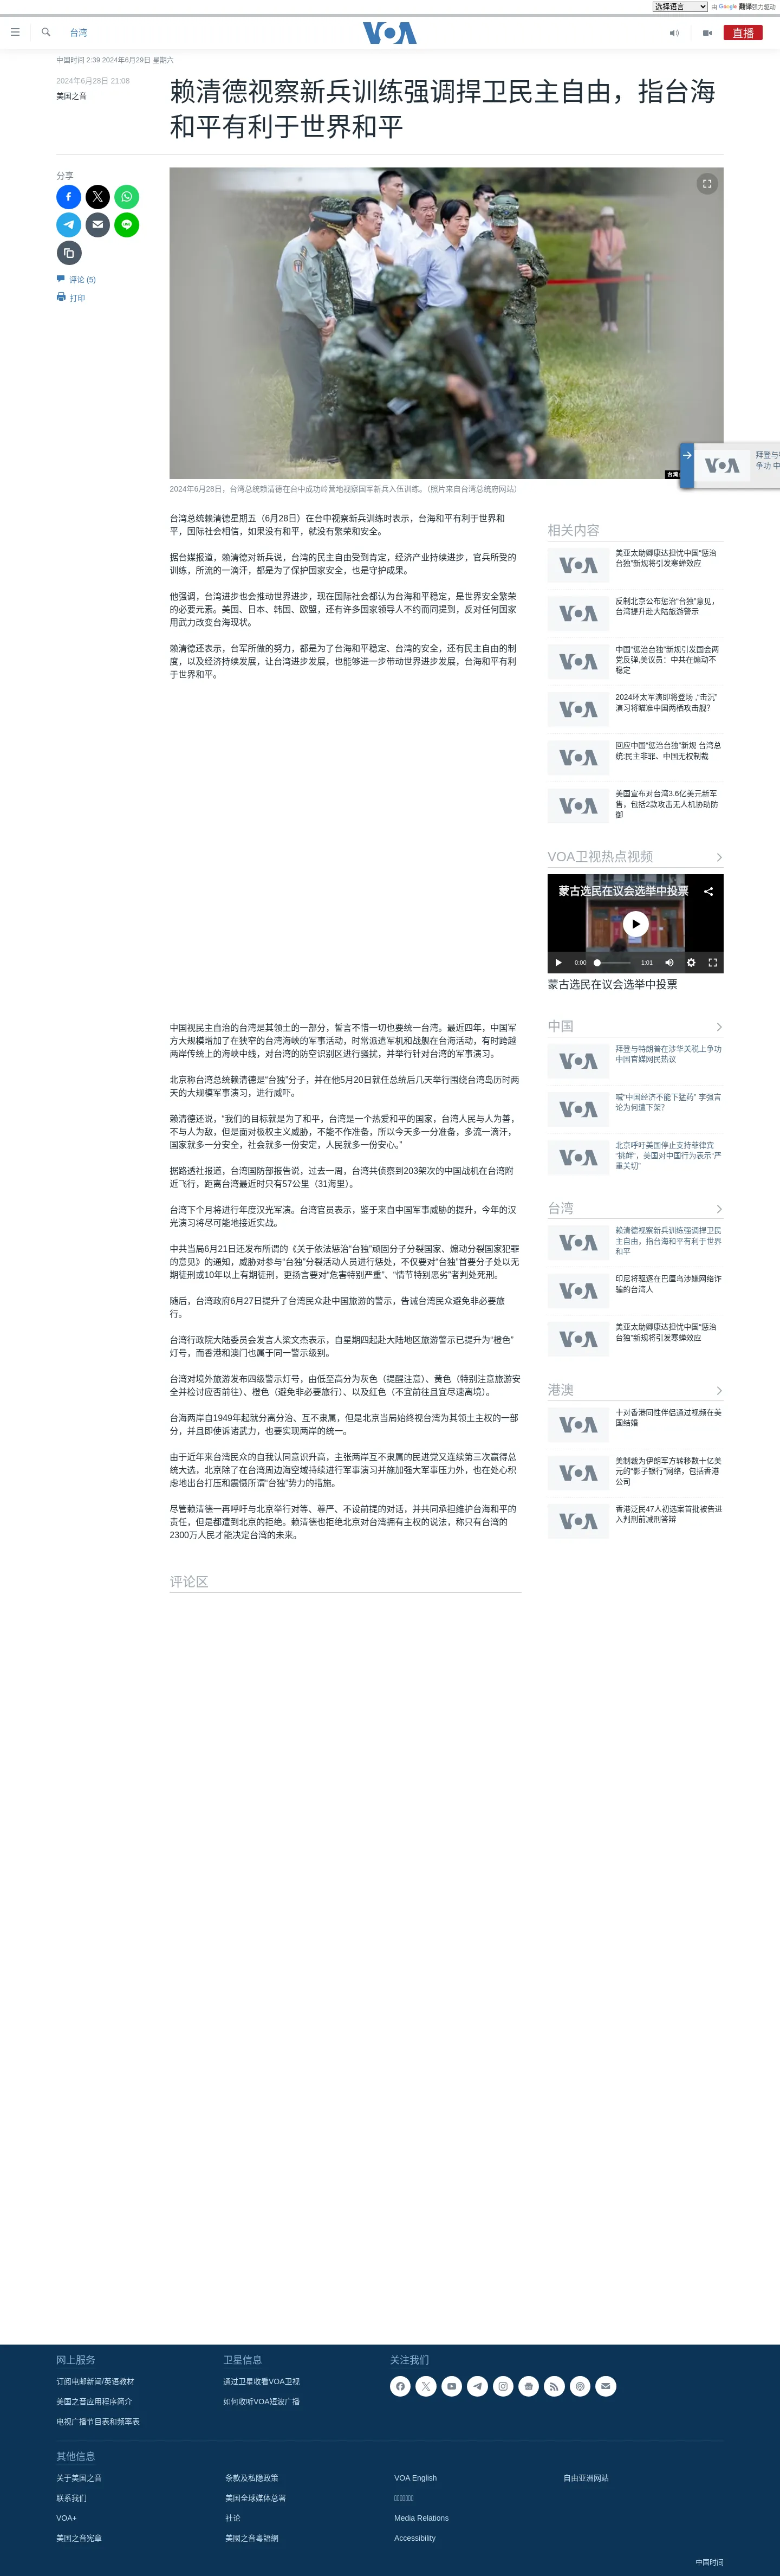 选择语言
由 Google 翻译强力驱动
台湾
VOA
直播
中国时间 2:39 2024年6月29日 星期六
2024年6月28日 21:08
美国之音
赖清德视察新兵训练强调捍卫民主自由，指台海
和平有利于世界和平
分享
评论 (5)
打印
2024年6月28日，台湾总统赖清德在台中成功岭营地视察国军新兵入伍训练。（照片来自台湾总统府网站）
拜登与
争功 中
台湾总统赖清德星期五（6月28日）在台中视察新兵训练时表示，台海和平有利于世界和
平，国际社会相信，如果没有和平，就没有繁荣和安全。
据台媒报道，赖清德对新兵说，台湾的民主自由受到肯定，经济产业持续进步，官兵所受的
训练，所流的一滴汗，都是为了保护国家安全，也是守护成果。
他强调，台湾进步也会推动世界进步，现在国际社会都认为台海和平稳定，是世界安全繁荣
的必要元素。美国、日本、韩国、欧盟，还有许多国家领导人不约而同提到，反对任何国家
用武力改变台海现状。
赖清德还表示，台军所做的努力，都是为了台海和平稳定、台湾的安全，还有民主自由的制
度，以及经济持续发展，让台湾进步发展，也能够进一步带动世界进步发展，台海和平有利
于世界和平。
中国视民主自治的台湾是其领土的一部分，誓言不惜一切也要统一台湾。最近四年，中国军
方大规模增加了在狭窄的台湾海峡的军事活动，时常派遣军机和战舰在台海活动，有时跨越
两岸传统上的海峡中线，对台湾的防空识别区进行骚扰，并举行针对台湾的军事演习。
北京称台湾总统赖清德是“台独”分子，并在他5月20日就任总统后几天举行围绕台湾岛历时两
天的大规模军事演习，进行威吓。
赖清德还说，“我们的目标就是为了和平，台湾是一个热爱和平的国家，台湾人民与人为善，
不与人为敌，但是面对极权主义威胁，不能不作准备，所以今天多一分准备，多流一滴汗，
国家就多一分安全，社会就多一份安定，人民就多一份安心。”
据路透社报道，台湾国防部报告说，过去一周，台湾共侦察到203架次的中国战机在台湾附
近飞行，距离台湾最近时只有57公里（31海里）。
台湾下个月将进行年度汉光军演。台湾官员表示，鉴于来自中国军事威胁的提升，今年的汉
光演习将尽可能地接近实战。
中共当局6月21日还发布所谓的《关于依法惩治“台独”顽固分子分裂国家、煽动分裂国家犯罪
的意见》的通知，威胁对参与“台独”分裂活动人员进行惩处，不仅要对“台独”首要分子处以无
期徒刑或10年以上有期徒刑，更扬言要对“危害特别严重”、“情节特别恶劣”者判处死刑。
随后，台湾政府6月27日提升了台湾民众赴中国旅游的警示，告诫台湾民众避免非必要旅
行。
台湾行政院大陆委员会发言人梁文杰表示，自星期四起赴大陆地区旅游警示已提升为“橙色”
灯号，而香港和澳门也属于同一警示级别。
台湾对境外旅游发布四级警示灯号，由低至高分为灰色（提醒注意）、黄色（特别注意旅游安
全并检讨应否前往）、橙色（避免非必要旅行）、以及红色（不宜前往且宜尽速离境）。
台海两岸自1949年起就分离分治、互不隶属，但是北京当局始终视台湾为其领土主权的一部
分，并且即使诉诸武力，也要实现两岸的统一。
由于近年来台湾民众的自我认同意识升高，主张两岸互不隶属的民进党又连续第三次赢得总
统大选，北京除了在台湾周边海空域持续进行军事演习并施加强大军事压力外，也在处心积
虑地出台打压和震慑所谓“台独”势力的措施。
尽管赖清德一再呼吁与北京举行对等、尊严、不设前提的对话，并共同承担维护台海和平的
责任，但是都遭到北京的拒绝。赖清德也拒绝北京对台湾拥有主权的说法，称只有台湾的
2300万人民才能决定台湾的未来。
评论区
相关内容
美亚太助卿康达担忧中国“惩治
台独”新规将引发寒蝉效应
反制北京公布惩治“台独”意见，
台湾提升赴大陆旅游警示
中国“惩治台独”新规引发国会两
党反弹,美议员：中共在煽动不
稳定
2024环太军演即将登场 ,“击沉”
演习将瞄准中国两栖攻击舰？
回应中国“惩治台独”新规 台湾总
统:民主非罪、中国无权制裁
美国宣布对台湾3.6亿美元新军
售，包括2款攻击无人机协助防
御
VOA卫视热点视频
蒙古选民在议会选举中投票
0:00
1:01
蒙古选民在议会选举中投票
中国
拜登与特朗普在涉华关税上争功
中国官媒网民热议
喊“中国经济不能下猛药” 李强言
论为何遭下架？
北京呼吁美国停止支持菲律宾
“挑衅”，美国对中国行为表示“严
重关切”
台湾
赖清德视察新兵训练强调捍卫民
主自由，指台海和平有利于世界
和平
印尼将驱逐在巴厘岛涉嫌网络诈
骗的台湾人
美亚太助卿康达担忧中国“惩治
台独”新规将引发寒蝉效应
港澳
十对香港同性伴侣通过视频在美
国结婚
美制裁为伊朗军方转移数十亿美
元的“影子银行”网络，包括香港
公司
香港泛民47人初选案首批被告进
入判刑前减刑答辩
网上服务
订阅电邮新闻/英语教材
美国之音应用程序简介
电视广播节目表和频率表
卫星信息
通过卫星收看VOA卫视
如何收听VOA短波广播
关注我们
其他信息
关于美国之音
联系我们
VOA+
美国之音宪章
条款及私隐政策
美国全球媒体总署
社论
美國之音粵語網
VOA English
Media Relations
Accessibility
自由亚洲网站
中国时间